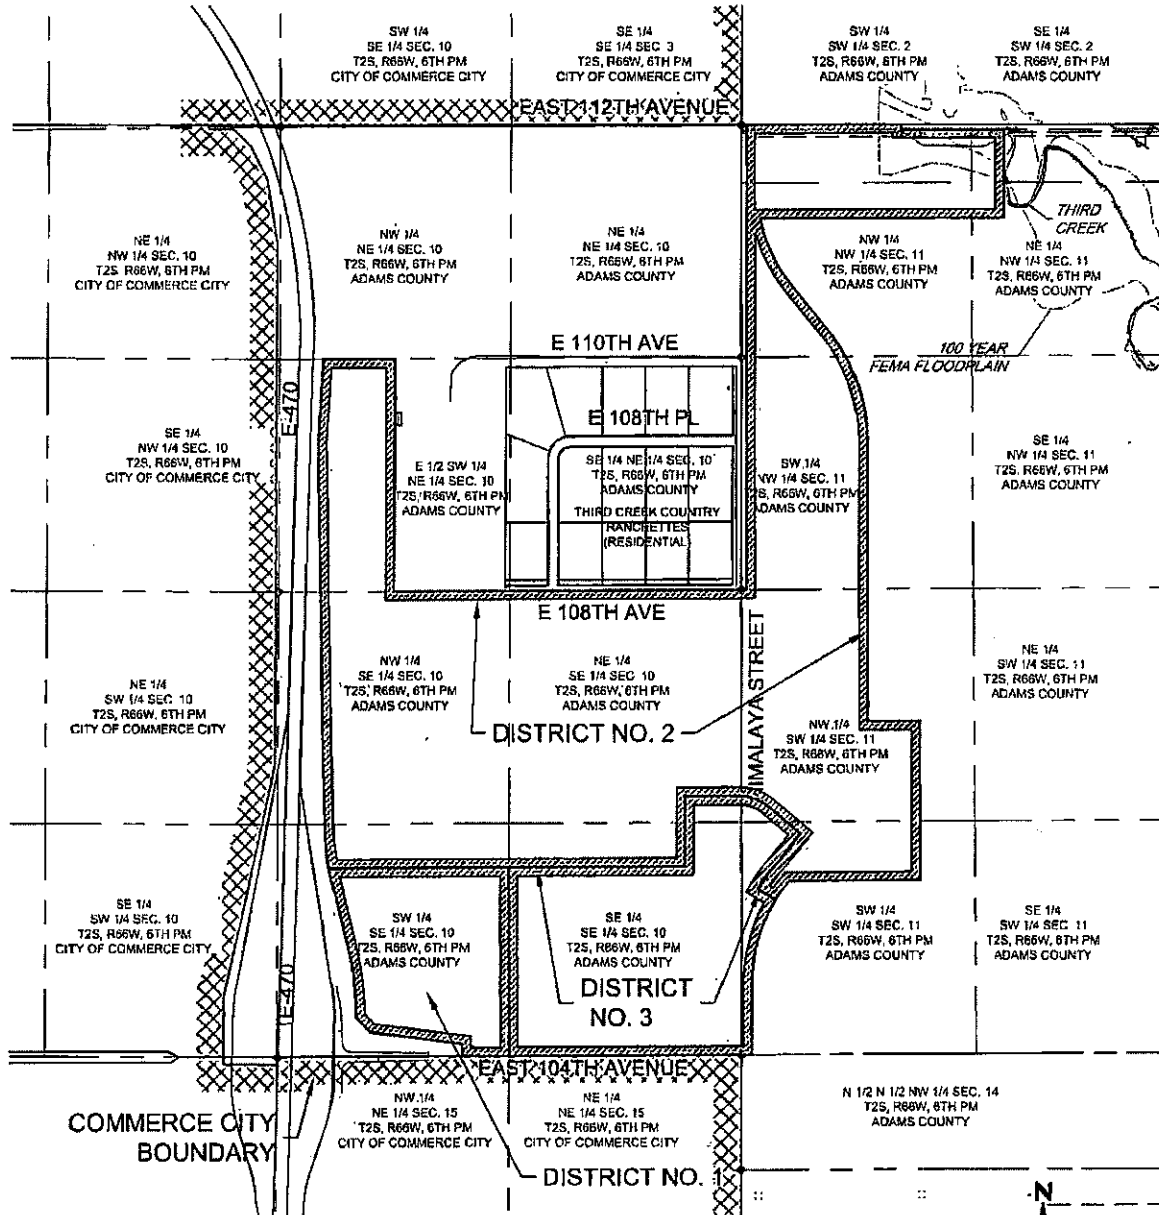 SW 1/4
SE 1/4 SEC. 10
T2S, R66W, 6TH PM
CITY OF COMMERCE CITY
SE 1/4
SE 1/4 SEC 3
T2S, R66W, 6TH PM
CITY OF COMMERCE CITY
SW 1/4
SW 1/4 SEC. 2
T2S, R66W, 6TH PM
ADAMS COUNTY
SE 1/4
SW 1/4 SEC. 2
T2S, R66W, 6TH PM
ADAMS COUNTY
EAST 112TH AVENUE
THIRD
CREEK
NE 1/4
NW 1/4 SEC. 10
T2S, R66W, 6TH PM
CITY OF COMMERCE CITY
NW 1/4
NE 1/4 SEC. 10
T2S, R66W, 6TH PM
ADAMS COUNTY
NE 1/4
NE 1/4 SEC. 10
T2S, R66W, 6TH PM
ADAMS COUNTY
NW 1/4
NW 1/4 SEC. 11
T2S, R66W, 6TH PM
ADAMS COUNTY
NE 1/4
NW 1/4 SEC. 11
T2S, R66W, 6TH PM
ADAMS COUNTY
100 YEAR
FEMA FLOODPLAIN
E 110TH AVE
E-470
E 108TH PL
SE 1/4
NW 1/4 SEC. 10
T2S, R66W, 6TH PM
CITY OF COMMERCE CITY
E 1/2 SW 1/4
NE 1/4 SEC. 10
T2S, R66W, 6TH PM
ADAMS COUNTY
SE 1/4 NE 1/4 SEC. 10
T2S, R66W, 6TH PM
ADAMS COUNTY
THIRD CREEK COUNTRY
RANCHETTES
(RESIDENTIAL)
SW 1/4
NW 1/4 SEC. 11
T2S, R66W, 6TH PM
ADAMS COUNTY
SE 1/4
NW 1/4 SEC. 11
T2S, R66W, 6TH PM
ADAMS COUNTY
E 108TH AVE
IMALAYA STREET
NE 1/4
SW 1/4 SEC. 10
T2S, R66W, 6TH PM
CITY OF COMMERCE CITY
NW 1/4
SE 1/4 SEC. 10
T2S, R66W, 6TH PM
ADAMS COUNTY
NE 1/4
SE 1/4 SEC. 10
T2S, R66W, 6TH PM
ADAMS COUNTY
NE 1/4
SW 1/4 SEC. 11
T2S, R66W, 6TH PM
ADAMS COUNTY
DISTRICT NO. 2
NW 1/4
SW 1/4 SEC. 11
T2S, R66W, 6TH PM
ADAMS COUNTY
SE 1/4
SW 1/4 SEC. 10
T2S, R66W, 6TH PM
CITY OF COMMERCE CITY
SW 1/4
SE 1/4 SEC. 10
T2S, R66W, 6TH PM
ADAMS COUNTY
SE 1/4
SE 1/4 SEC. 10
T2S, R66W, 6TH PM
ADAMS COUNTY
SW 1/4
SW 1/4 SEC. 11
T2S, R66W, 6TH PM
ADAMS COUNTY
SE 1/4
SW 1/4 SEC. 11
T2S, R66W, 6TH PM
ADAMS COUNTY
E-470
DISTRICT
NO. 3
EAST 104TH AVENUE
COMMERCE CITY
BOUNDARY
NW 1/4
NE 1/4 SEC. 15
T2S, R66W, 6TH PM
CITY OF COMMERCE CITY
NE 1/4
NE 1/4 SEC. 15
T2S, R66W, 6TH PM
CITY OF COMMERCE CITY
N 1/2 N 1/2 NW 1/4 SEC. 14
T2S, R66W, 6TH PM
ADAMS COUNTY
DISTRICT NO. 1
N